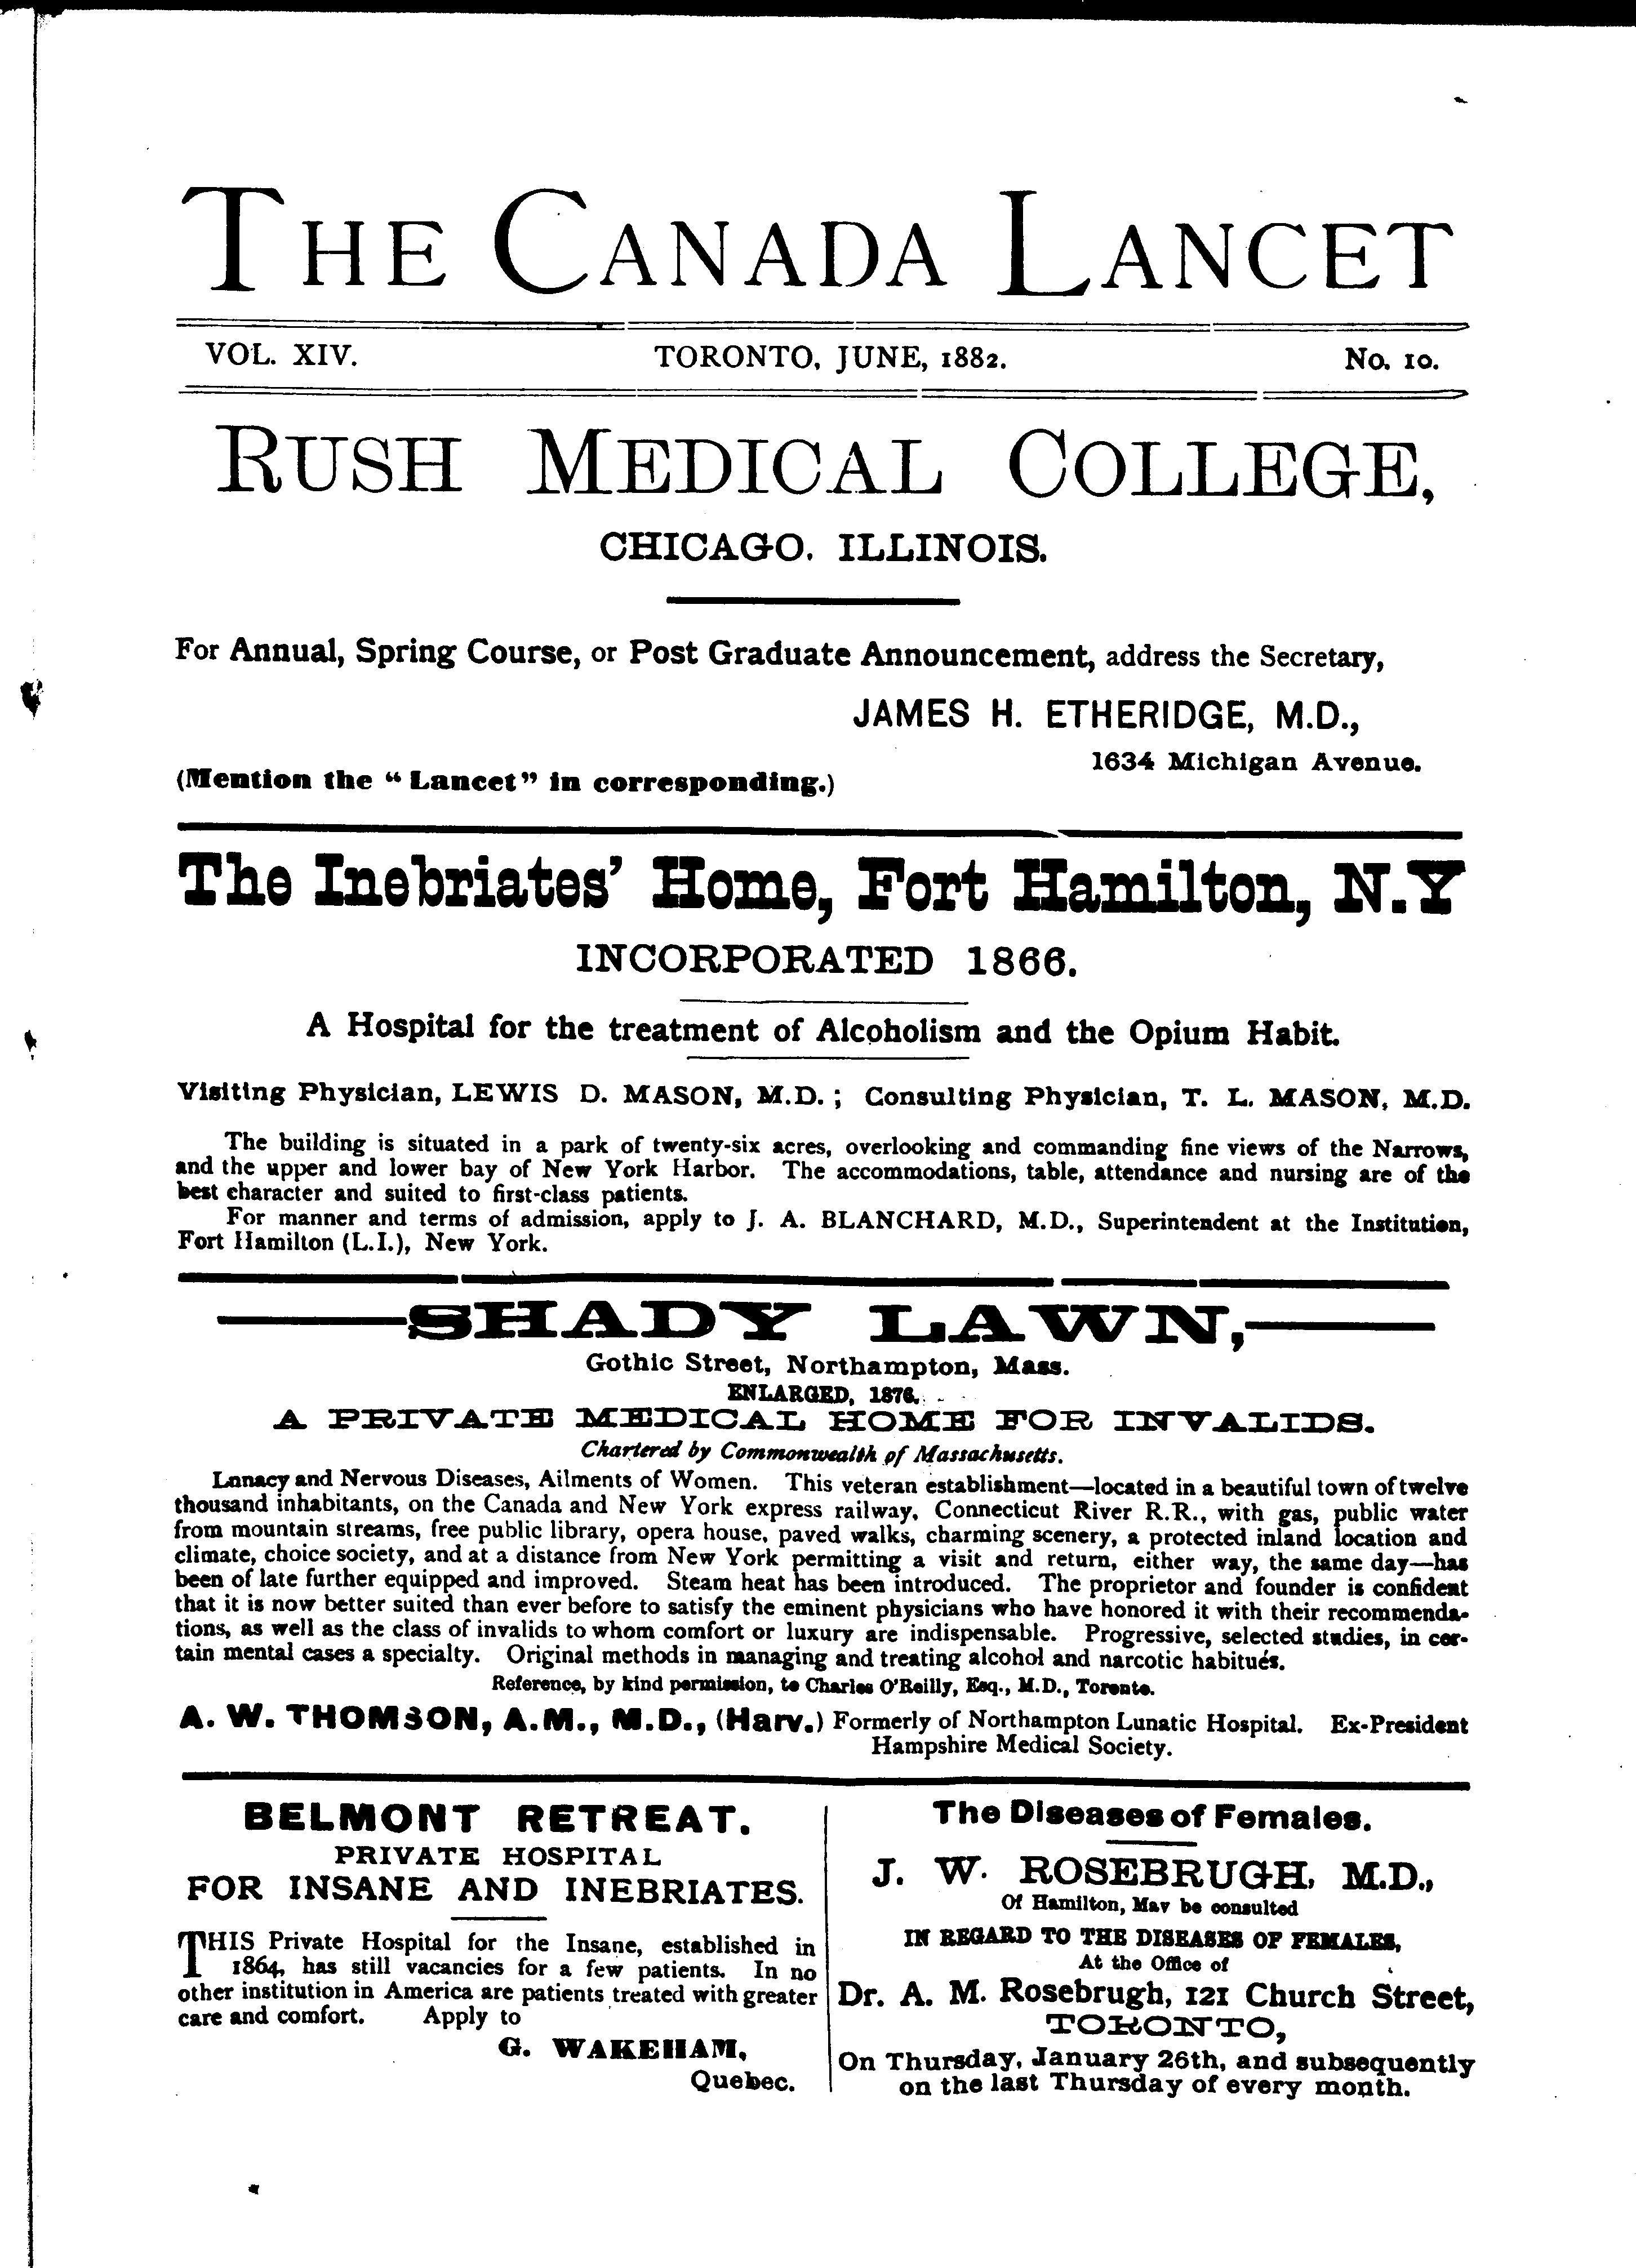 THE CANADA LANCET
VOL. XIV. TORONTO, JUNE, 1882. No. 10.
RUSH MEDICAL COLLEGE,
CHICAGO. ILLINOIS.
For Annual, Spring Course, or Post Graduate Announcement, address the Secretary,
JAMES H. ETHERIDGE, M.D.,
1634 Michigan Avenue.
(Mention the “ Lancet” in corresponding.)
The Inebriates’ Home, Fort Hamilton, N.Y
INCORPORATED 1866.
A Hospital for the treatment of Alcoholism and the Opium Habit.
Visiting Physician, LEWIS D. MASON, M.D. ; Consulting Physician, T. L. MASON, M.D.
The building is situated in a park of twenty-six acres, overlooking and commanding fine views of the Narrows,
and the upper and lower bay of New York Harbor. The accommodations, table, attendance and nursing are of the
best character and suited to first-class patients.
For manner and terms of admission, apply to J. A. BLANCHARD, M.D., Superintendent at the Institution,
Fort Hamilton (L.I.), New York.
SHADY LAWN,
Gothic Street, Northampton, Mass.
ENLARGED, 1876.
A PRIVATE MEDICAL HOME FOR INVALIDS.
Chartered by Commonwealth of Massachusetts.
Lunacy and Nervous Diseases, Ailments of Women. This veteran establishment—located in a beautiful town of twelve
thousand inhabitants, on the Canada and New York express railway, Connecticut River R.R., with gas, public water
from mountain streams, free public library, opera house, paved walks, charming scenery, a protected inland location and
climate, choice society, and at a distance from New York permitting a visit and return, either way, the same day—has
been of late further equipped and improved. Steam heat has been introduced. The proprietor and founder is confident
that it is now better suited than ever before to satisfy the eminent physicians who have honored it with their recommenda-
tions, as well as the class of invalids to whom comfort or luxury are indispensable. Progressive, selected studies, in cer-
tain mental cases a specialty. Original methods in managing and treating alcohol and narcotic habitués.
Reference, by kind permission, to Charles O’Reilly, Esq., M.D., Toronto.
A. W. THOMSON, A.M., M.D., (Harv.) Formerly of Northampton Lunatic Hospital. Ex-President
Hampshire Medical Society.
BELMONT RETREAT.
PRIVATE HOSPITAL
FOR INSANE AND INEBRIATES.
THIS Private Hospital for the Insane, established in
1864, has still vacancies for a few patients. In no
other institution in America are patients treated with greater
care and comfort. Apply to
G. WAKEHAM,
Quebec.
The Diseases of Females.
J. W. ROSEBRUGH, M.D.,
Of Hamilton, May be consulted
IN REGARD TO THE DISEASES OF FEMALES,
At the Office of
Dr. A. M. Rosebrugh, 121 Church Street,
TORONTO,
On Thursday, January 26th, and subsequently
on the last Thursday of every month.